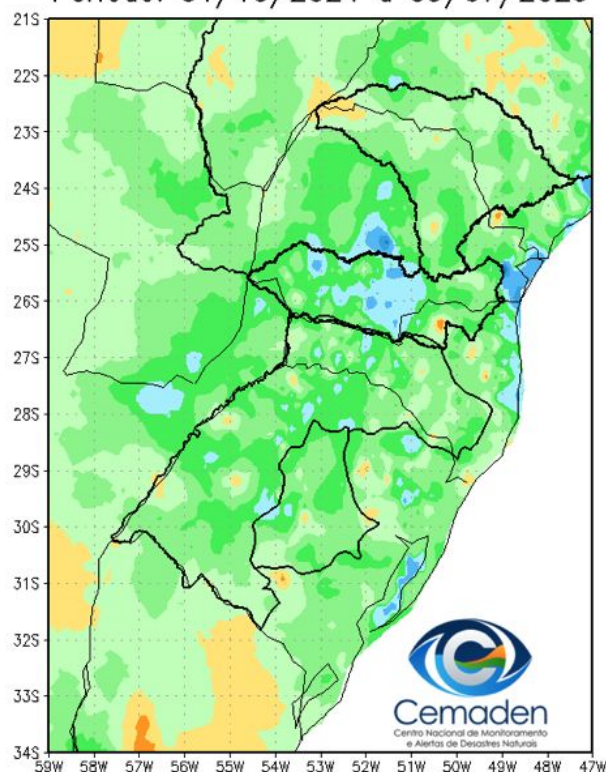 21S
22S
23S
24S
25S
26S
27S
28S
29S
30S
31S
32S
33S
34S
Cemaden
Centro Nacional de Monitoramento
e Alertas de Desastres Naturais
59W 58W 57W 56W 55W 54W 53W 52W 51W 50W 49W 48W 47W